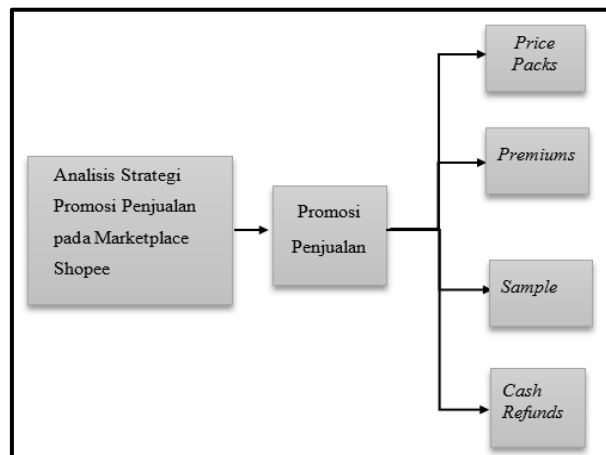 Analisis Strategi
Promosi Penjualan
pada Marketplace
Shopee
Promosi
Penjualan
Price
Packs
Premiums
Sample
Cash
Refunds